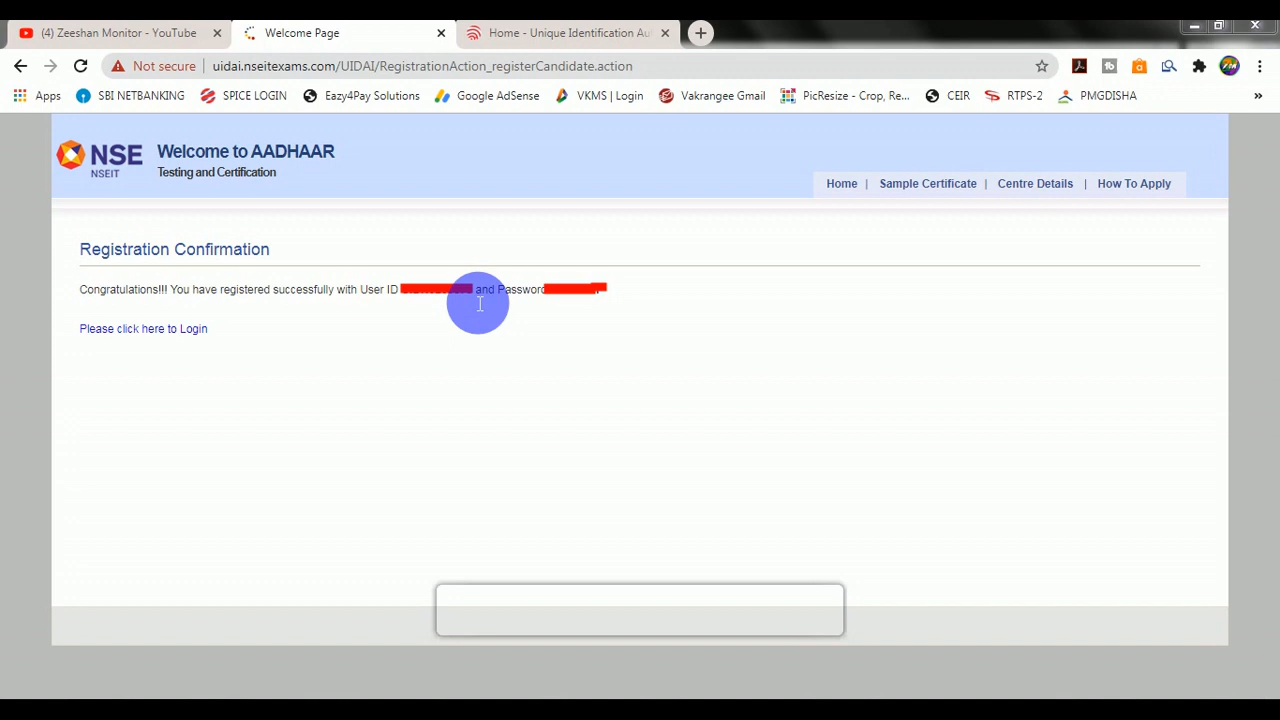 (4) Zeeshan Monitor - YouTube
Welcome Page
Home - Unique Identification Au
Not secure
uidai.nseitexams.com/UIDAI/RegistrationAction_registerCandidate.action
Apps
SBI NETBANKING
SPICE LOGIN
Eazy4Pay Solutions
Google AdSense
VKMS | Login
Vakrangee Gmail
PicResize - Crop, Re...
CEIR
RTPS-2
PMGDISHA
NSE
NSEIT
Welcome to AADHAAR
Testing and Certification
Home | Sample Certificate | Centre Details | How To Apply
Registration Confirmation
Congratulations!!! You have registered successfully with User ID and Password
Please click here to Login